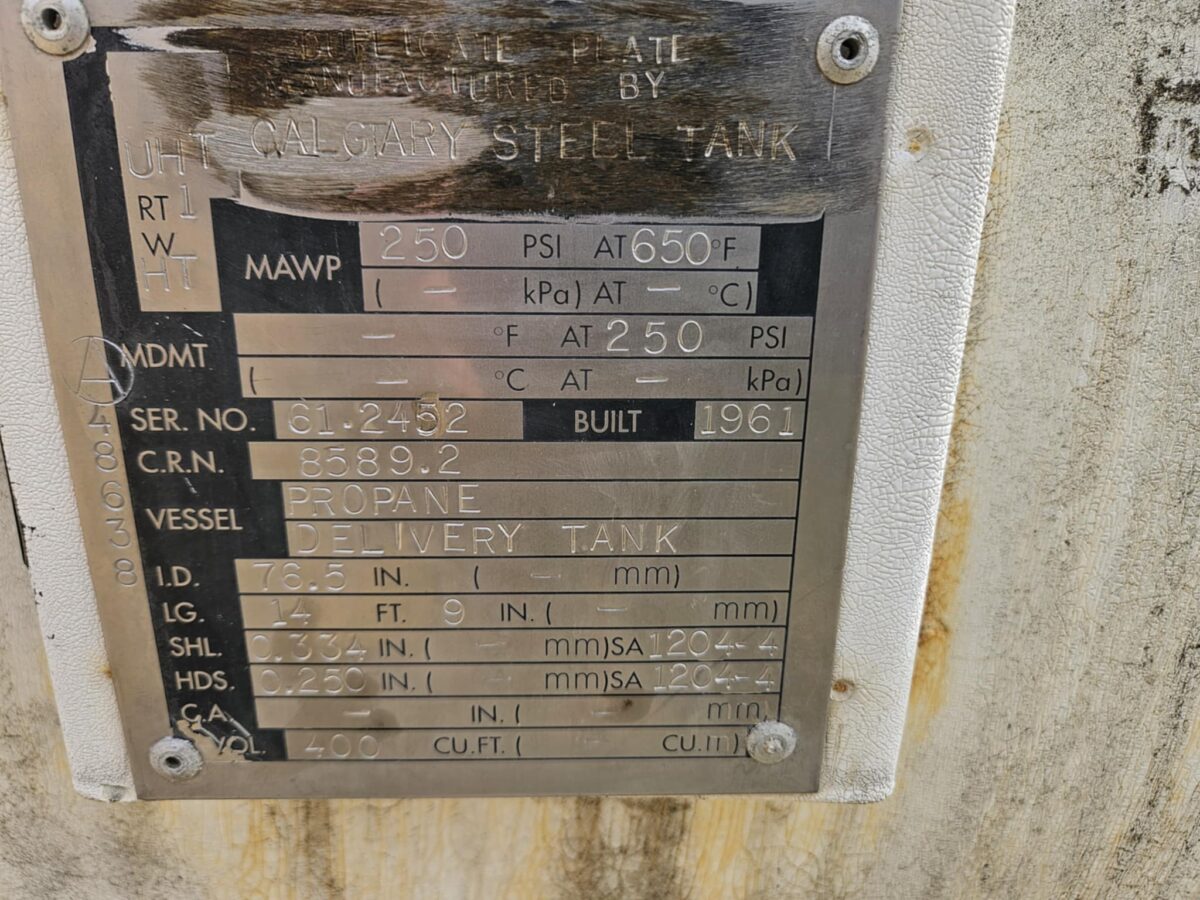 DUPLICATE PLATE
MANUFACTURED BY
CALGARY STEEL TANK
UHT
RT 1
W
HT
MAWP 250 PSI AT 650°F
( - kPa) AT - °C)
MDMT - °F AT 250 PSI
( - °C AT - kPa)
A
48638
SER. NO. 61.2452 BUILT 1961
C.R.N. 8589.2
VESSEL PROPANE
DELIVERY TANK
I.D. 76.5 IN. ( - mm)
LG. 14 FT. 9 IN. ( - mm)
SHL. 0.334 IN. ( - mm) SA 1204-4
HDS. 0.250 IN. ( - mm) SA 1204-4
C.A. - IN. ( - mm)
VOL. 400 CU.FT. ( - CU.m)